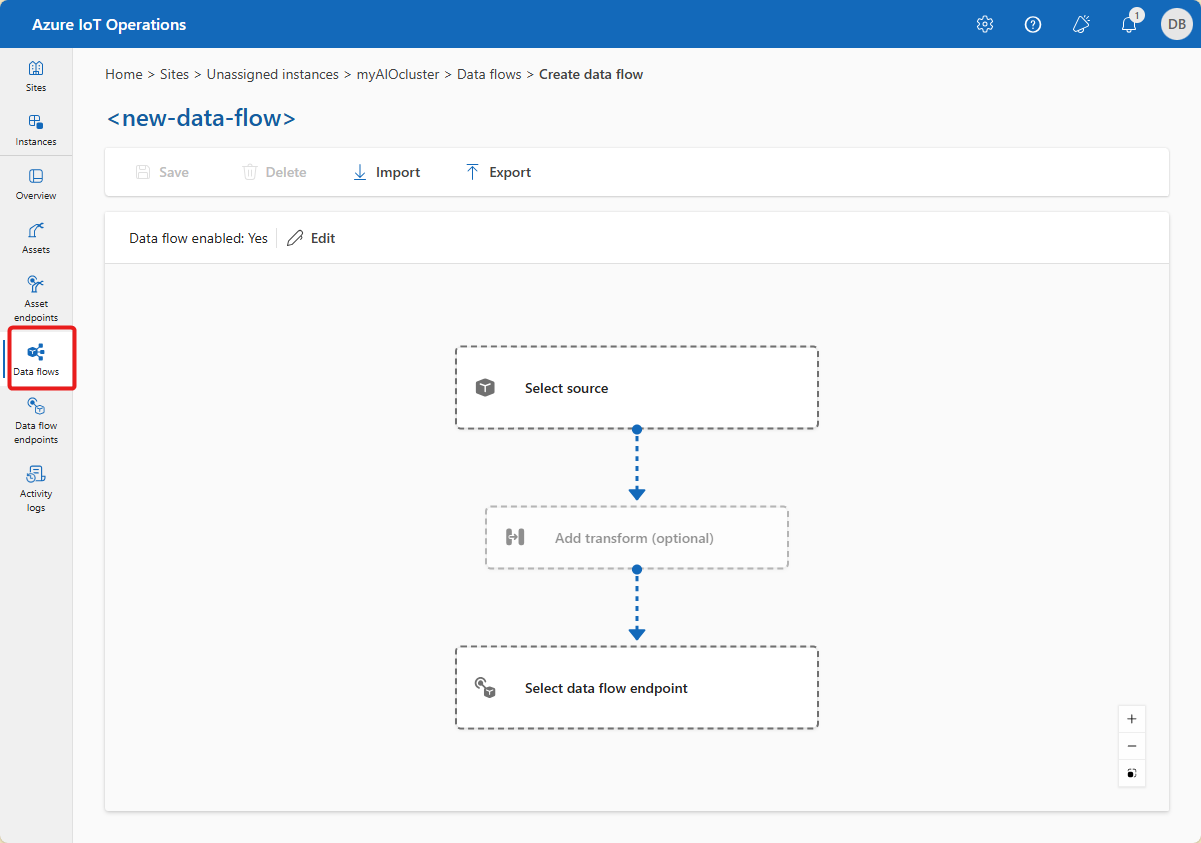 Azure IoT Operations
1
DB
Sites
Instances
Overview
Assets
Asset
endpoints
Data flows
Data flow
endpoints
Activity
logs
Home > Sites > Unassigned instances > myAIOcluster > Data flows > Create data flow
<new-data-flow>
Save Delete Import Export
Data flow enabled: Yes Edit
Select source
Add transform (optional)
Select data flow endpoint